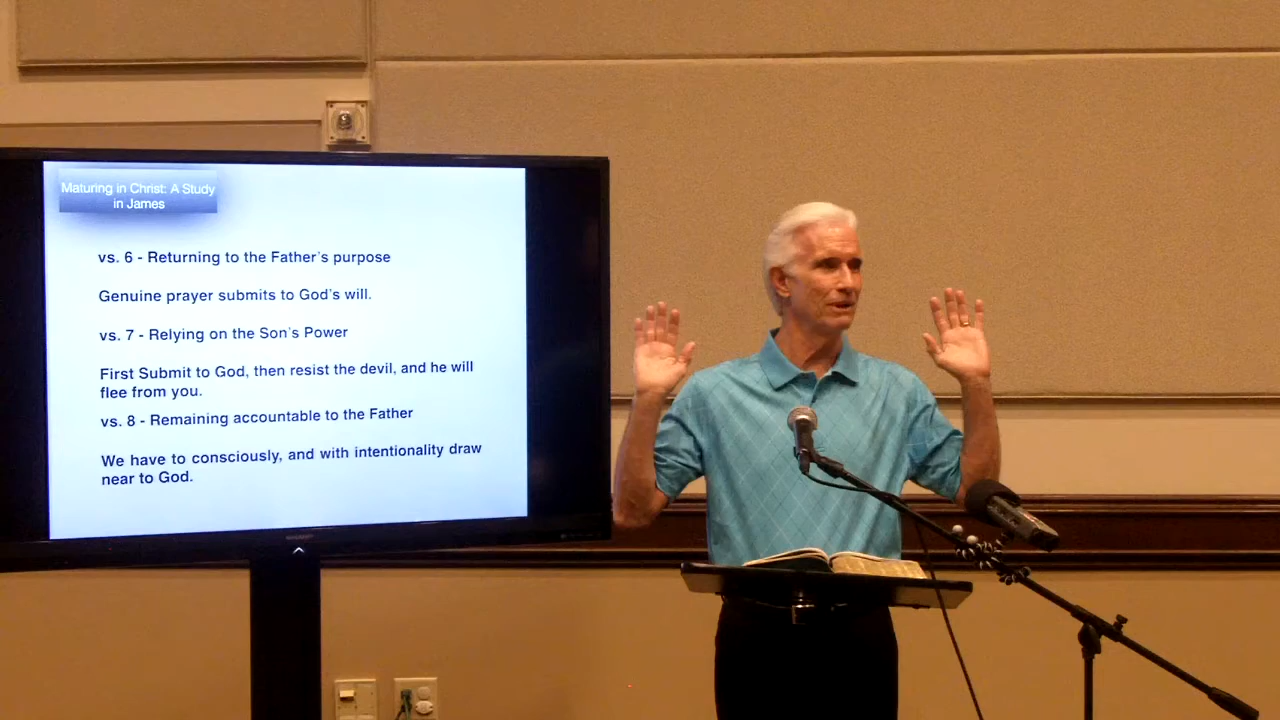 Maturing in Christ: A Study
in James
vs. 6 - Returning to the Father's purpose
Genuine prayer submits to God's will.
vs. 7 - Relying on the Son's Power
First Submit to God, then resist the devil, and he will
flee from you.
vs. 8 - Remaining accountable to the Father
We have to consciously, and with intentionality draw
near to God.